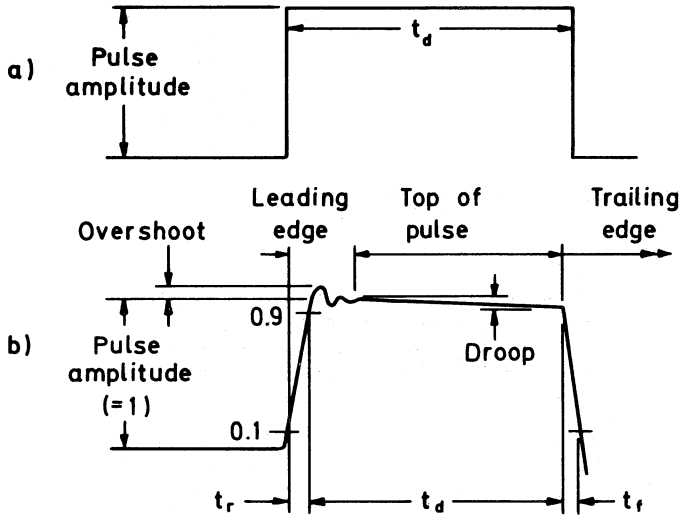 a)
Pulse
amplitude
t_d
Leading
edge
Top of
pulse
Trailing
edge
Overshoot
b)
Pulse
amplitude
(=1)
0.9
0.1
Droop
t_r
t_d
t_f